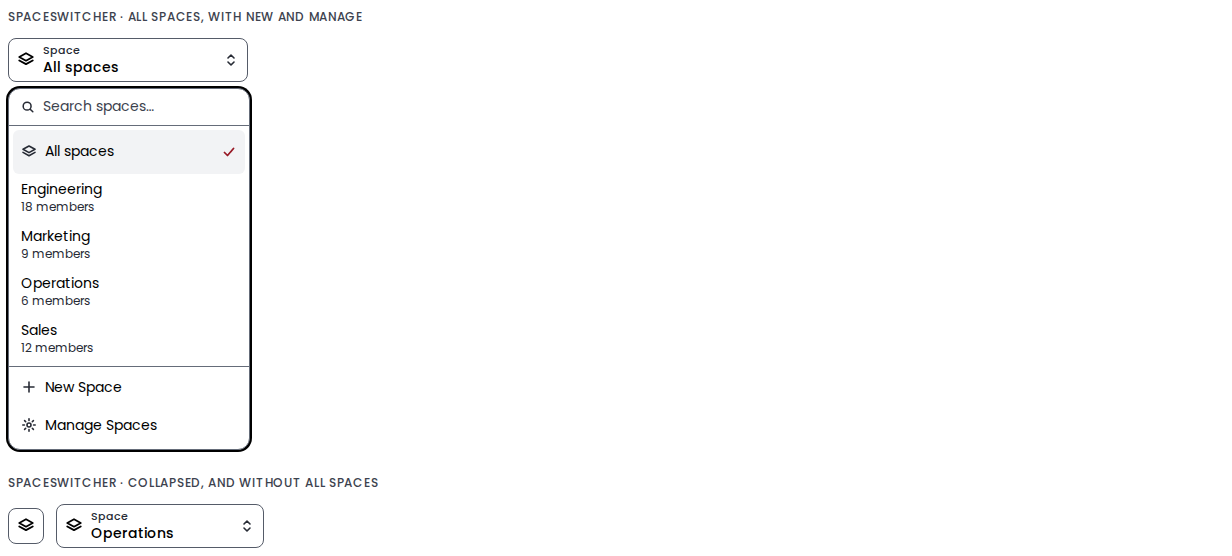 SPACESWITCHER · ALL SPACES, WITH NEW AND MANAGE
Space
All spaces
Search spaces…
All spaces
Engineering
18 members
Marketing
9 members
Operations
6 members
Sales
12 members
New Space
Manage Spaces
SPACESWITCHER · COLLAPSED, AND WITHOUT ALL SPACES
Space
Operations